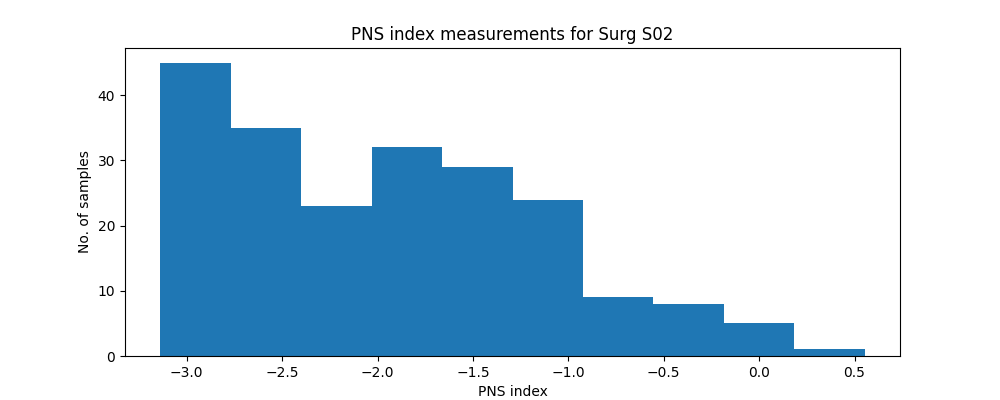 PNS index measurements for Surg S02
No. of samples
40
30
20
10
0
−3.0 −2.5 −2.0 −1.5 −1.0 −0.5 0.0 0.5
PNS index